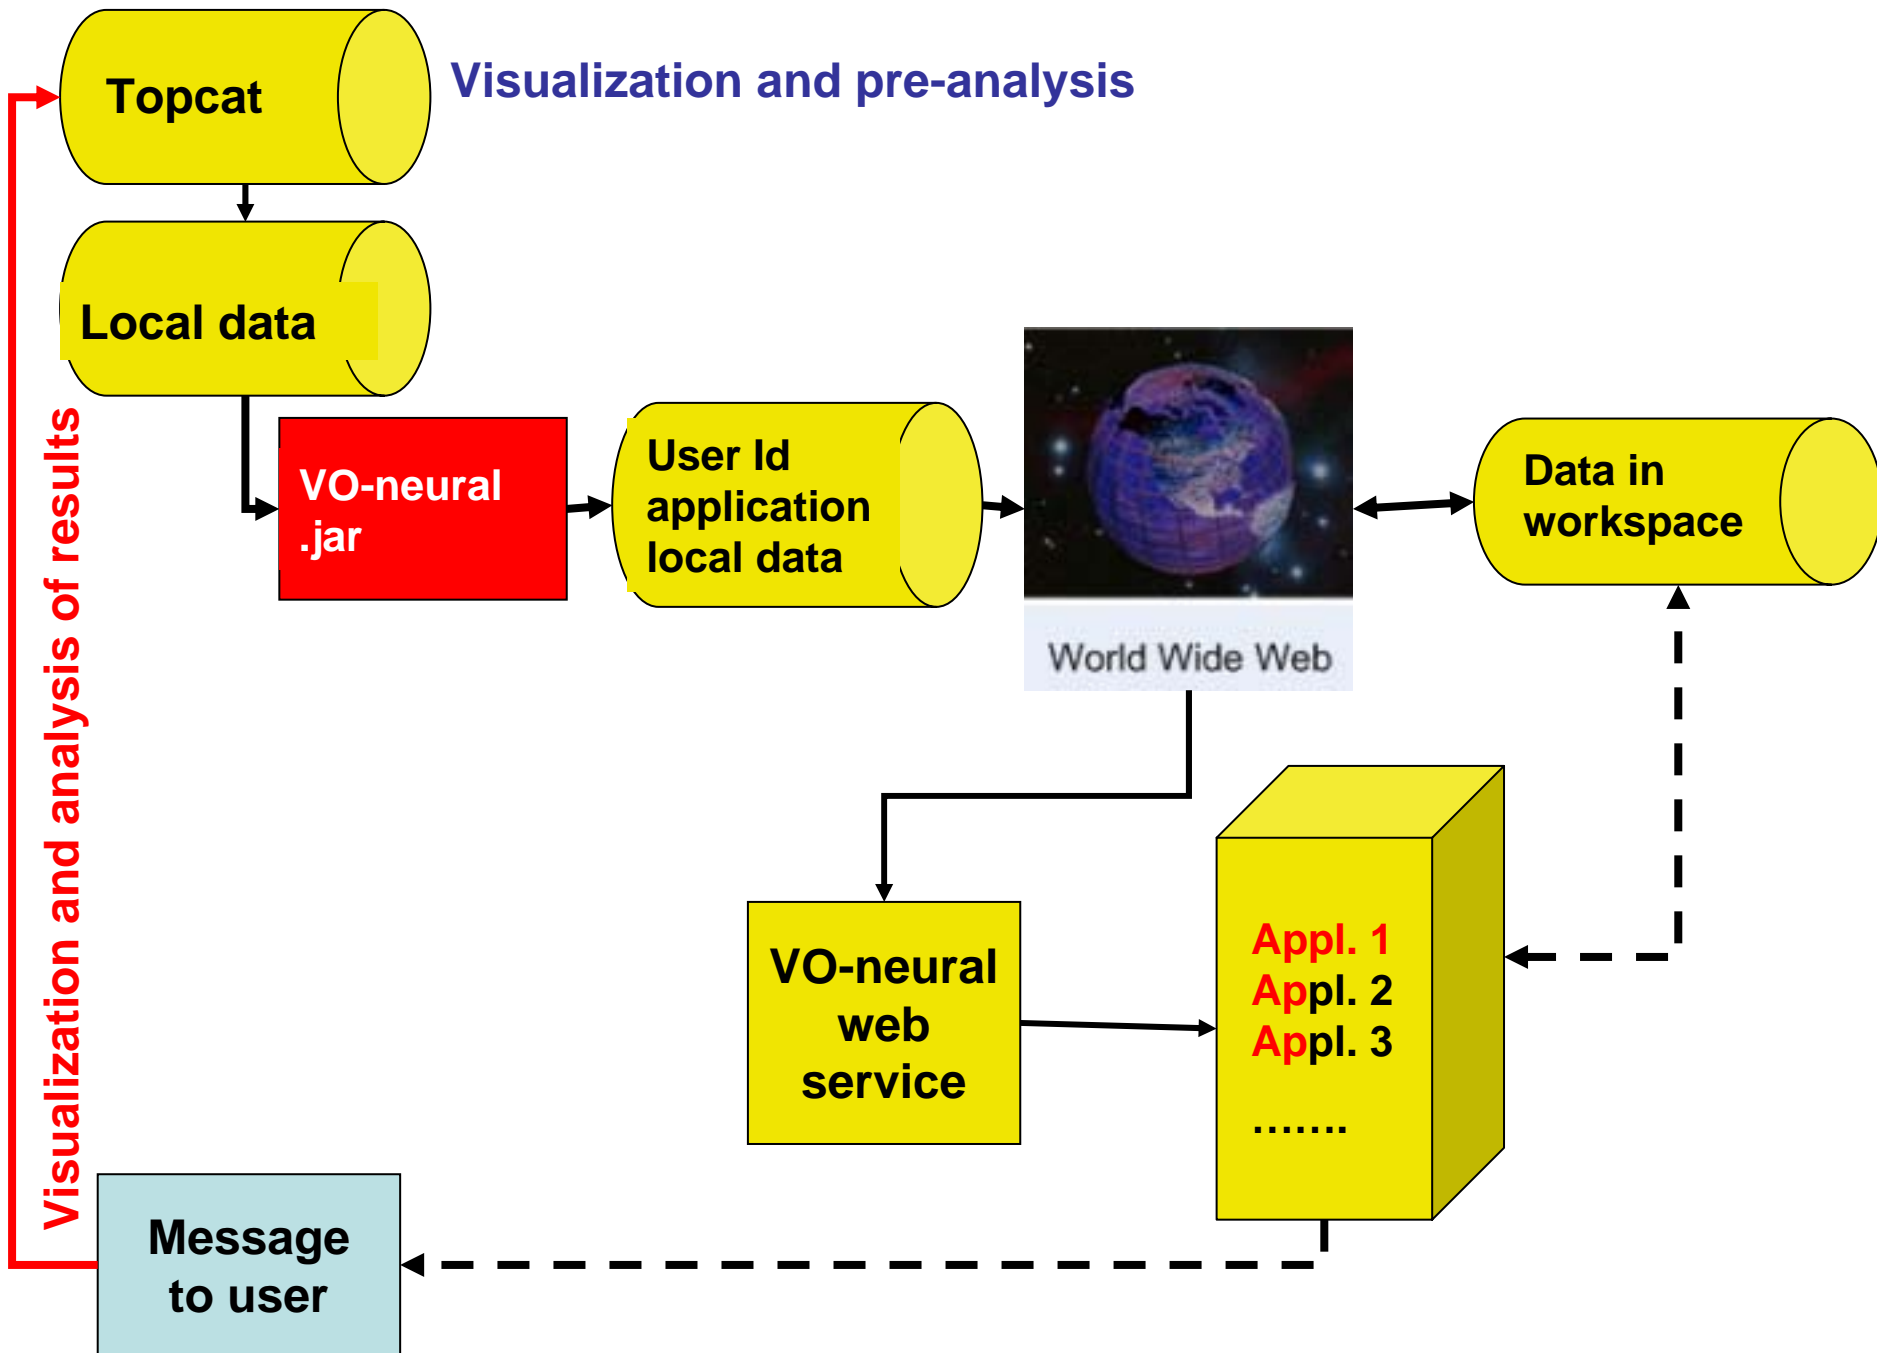 Topcat
Visualization and pre-analysis
Local data
VO-neural
.jar
User Id
application
local data
World Wide Web
Data in
workspace
Visualization and analysis of results
VO-neural
web
service
Appl. 1
Appl. 2
Appl. 3
.......
Message
to user